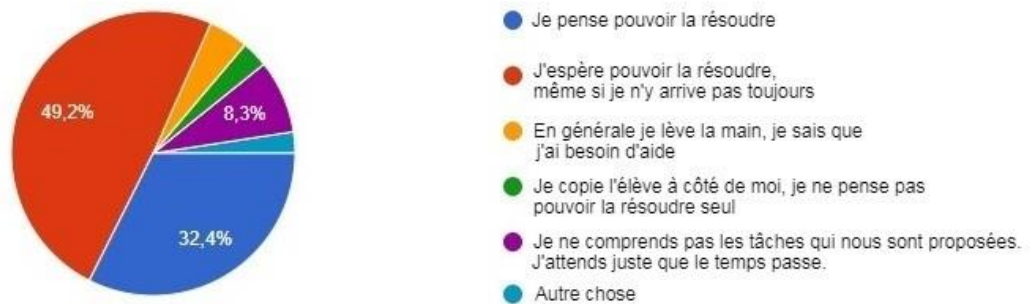 49,2%
8,3%
32,4%
Je pense pouvoir la résoudre
J'espère pouvoir la résoudre,
même si je n'y arrive pas toujours
En générale je lève la main, je sais que
j'ai besoin d'aide
Je copie l'élève à côté de moi, je ne pense pas
pouvoir la résoudre seul
Je ne comprends pas les tâches qui nous sont proposées.
J'attends juste que le temps passe.
Autre chose